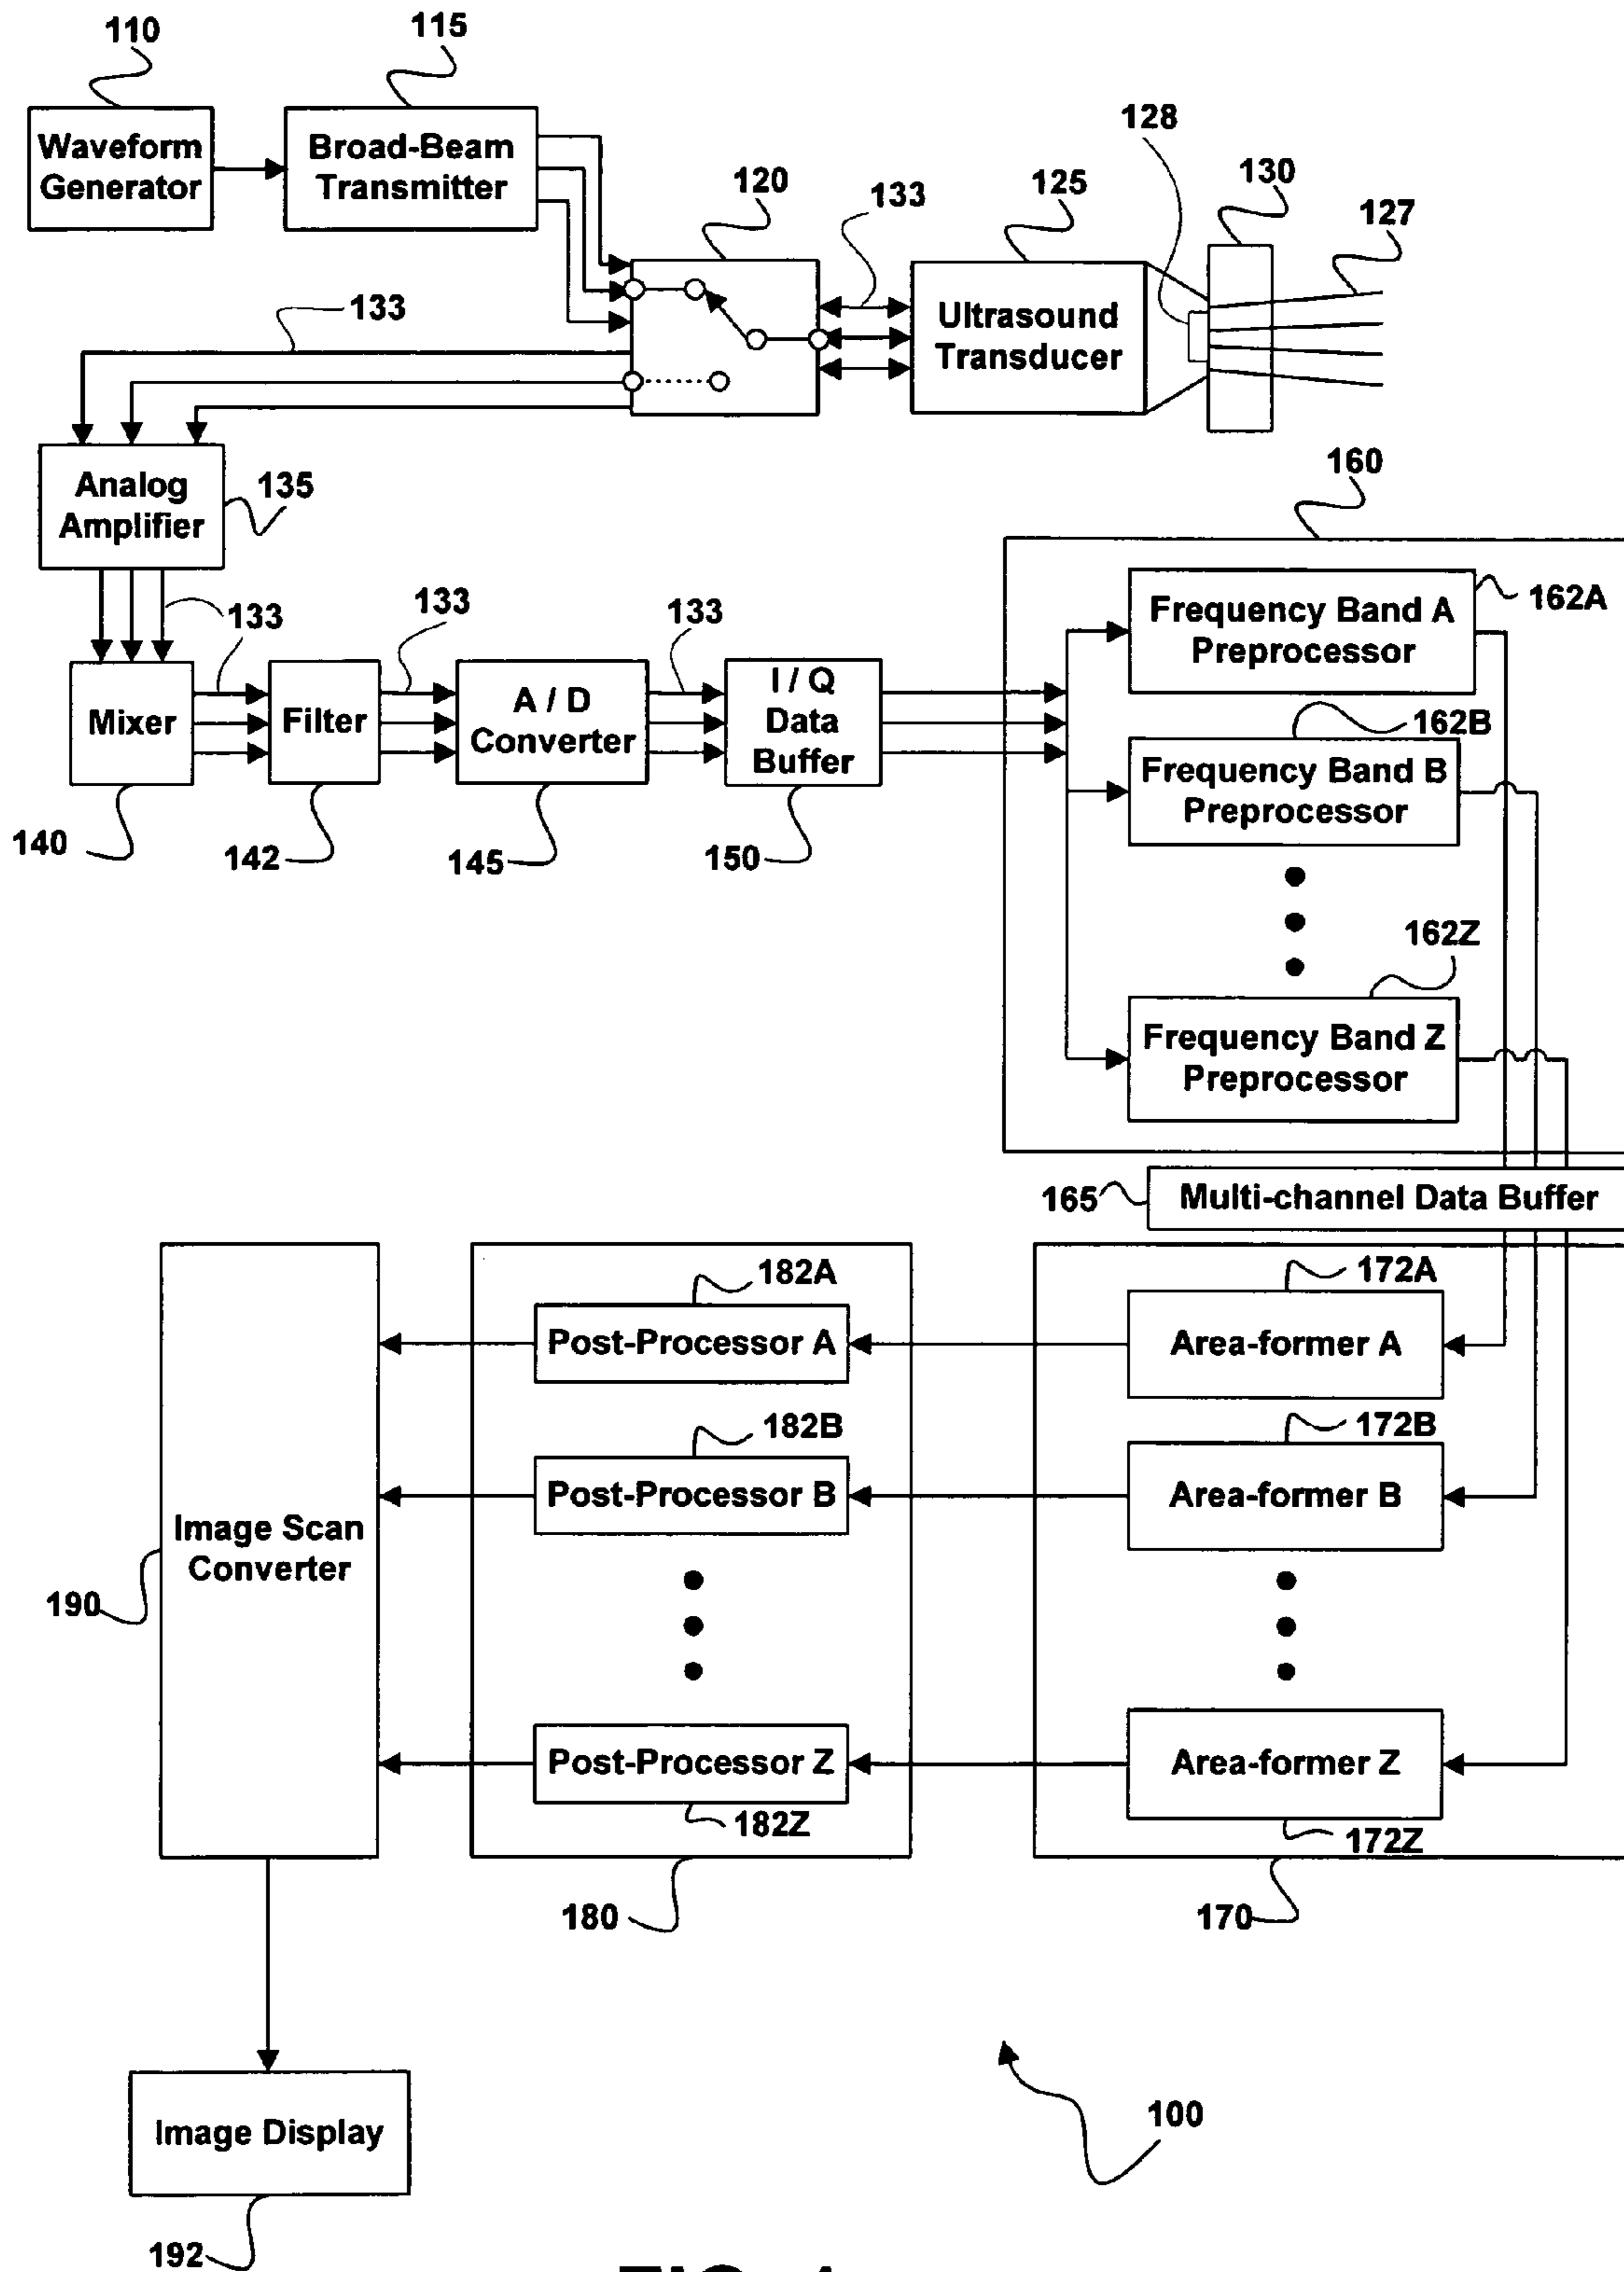 110
115
Waveform
Generator
Broad-Beam
Transmitter
128
120
133
125
130
127
133
Ultrasound
Transducer
Analog
Amplifier
135
160
133
133
133
Frequency Band A
Preprocessor
162A
Mixer
Filter
A / D
Converter
I / Q
Data
Buffer
162B
Frequency Band B
Preprocessor
140
142
145
150
162Z
Frequency Band Z
Preprocessor
165
Multi-channel Data Buffer
182A
172A
Post-Processor A
Area-former A
182B
172B
Post-Processor B
Area-former B
Image Scan
Converter
190
Post-Processor Z
Area-former Z
182Z
172Z
180
170
100
Image Display
192